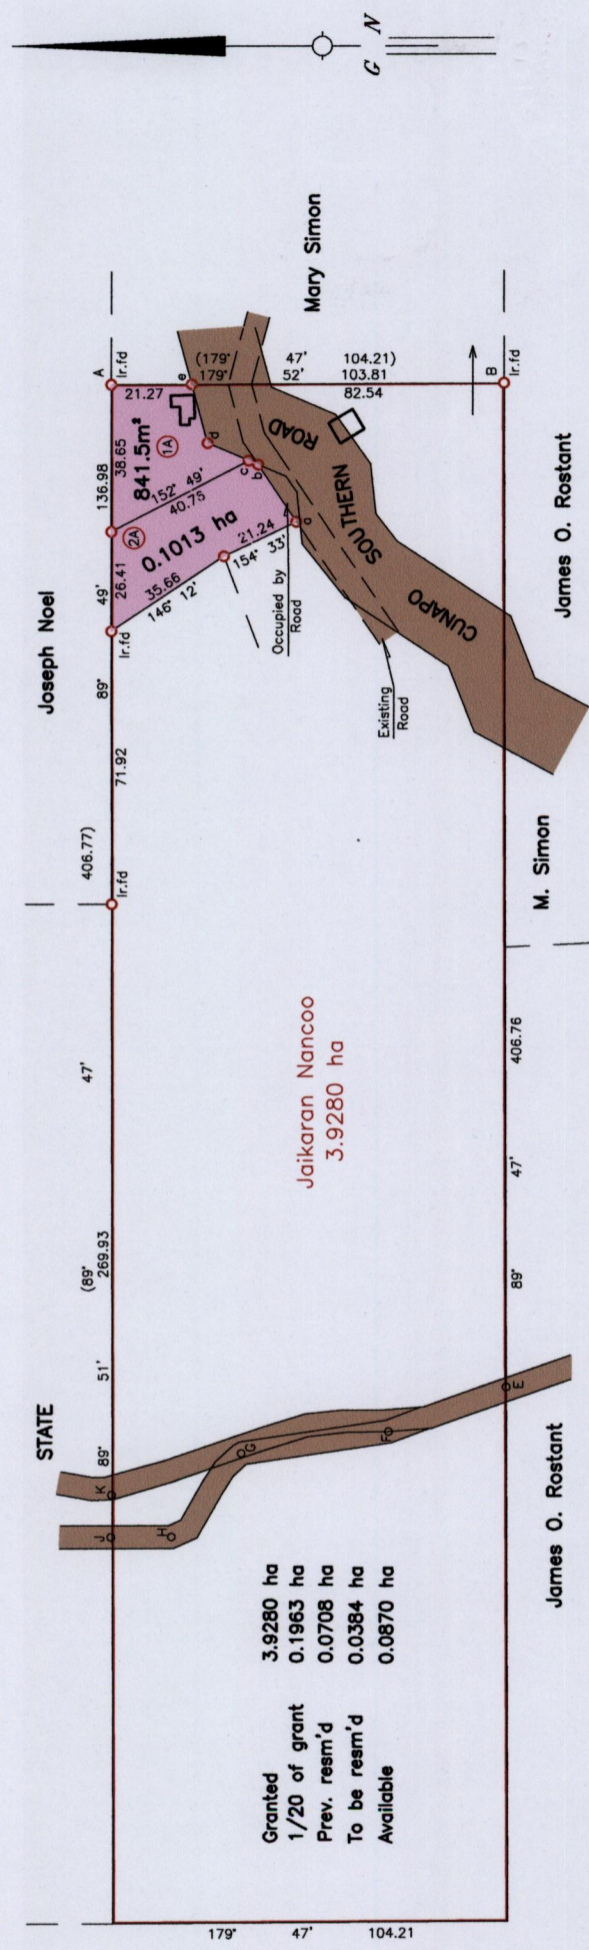 G N
Mary Simon
Joseph Noel
James O. Rostant
M. Simon
STATE
James O. Rostant
A
Ir.fd
B
Ir.fd
21.27
e
(179° 47' 104.21)
179° 52' 103.81
82.54
136.98
38.65
841.5m²
1A
152° 49'
40.75
d
c
b
a
2A
0.1013 ha
49'
26.41
35.66
146° 12'
21.24
154° 33'
Ir.fd
Occupied by
Road
Existing
Road
CUNAPO SOUTHERN ROAD
89°
71.92
406.77)
Ir.fd
47'
(89°
269.93
51'
89°
Jaikaran Nancoo
3.9280 ha
406.76
47'
89°
K
J
H
G
F
E
Granted 3.9280 ha
1/20 of grant 0.1963 ha
Prev. resm'd 0.0708 ha
To be resm'd 0.0384 ha
Available 0.0870 ha
179° 47' 104.21